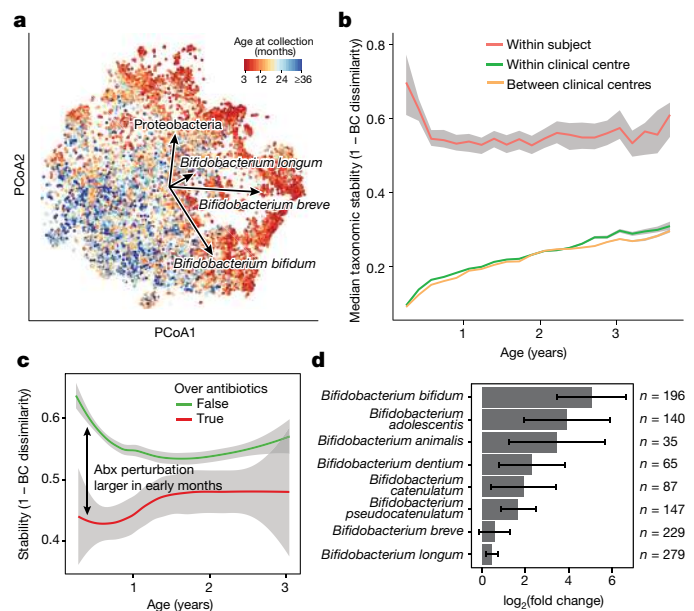 a
Age at collection
(months)
3 12 24 ≥36
Proteobacteria
Bifidobacterium longum
Bifidobacterium breve
Bifidobacterium bifidum
PCoA2
PCoA1
b
Median taxonomic stability (1 − BC dissimilarity)
0.8
0.6
0.4
0.2
Within subject
Within clinical centre
Between clinical centres
1 2 3
Age (years)
c
Stability (1 − BC dissimilarity)
0.6
0.5
0.4
Over antibiotics
False
True
Abx perturbation
larger in early months
1 2 3
Age (years)
d
Bifidobacterium bifidum n = 196
Bifidobacterium
adolescentis n = 140
Bifidobacterium animalis n = 35
Bifidobacterium dentium n = 65
Bifidobacterium
catenulatum n = 87
Bifidobacterium
pseudocatenulatum n = 147
Bifidobacterium breve n = 229
Bifidobacterium longum n = 279
0 2 4 6
log2(fold change)